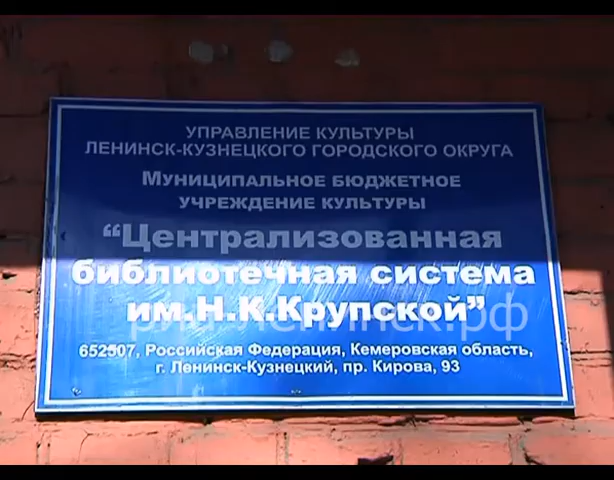 УПРАВЛЕНИЕ КУЛЬТУРЫ
ЛЕНИНСК-КУЗНЕЦКОГО ГОРОДСКОГО ОКРУГА
МУНИЦИПАЛЬНОЕ БЮДЖЕТНОЕ
УЧРЕЖДЕНИЕ КУЛЬТУРЫ
“Централизованная
библиотечная система
им.Н.К.Крупской”
652507, Российская Федерация, Кемеровская область,
г. Ленинск-Кузнецкий, пр. Кирова, 93